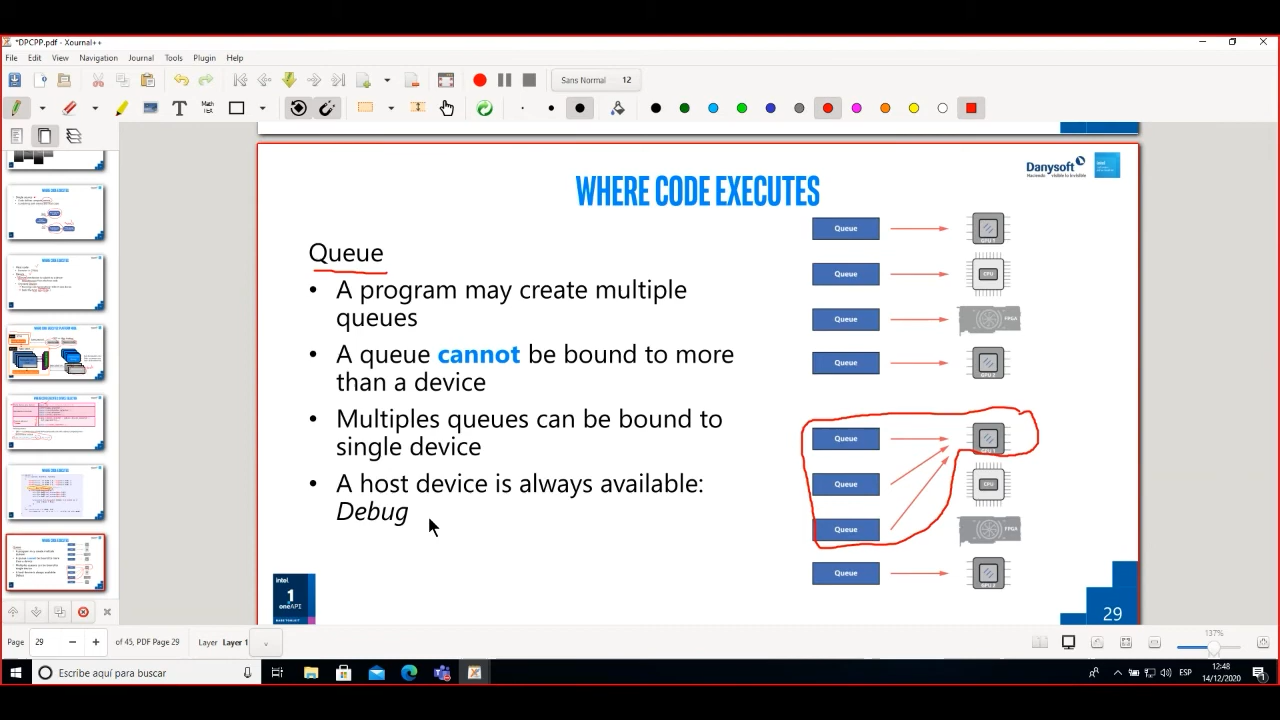 *DPCPP.pdf - Xournal++
File Edit View Navigation Journal Tools Plugin Help
Sans Normal 12
Danysoft
WHERE CODE EXECUTES
Queue
• A program may create multiple
queues
• A queue cannot be bound to more
than a device
• Multiples queues can be bound to
single device
• A host device is always available:
Debug
Queue GPU 1
Queue CPU
Queue FPGA
Queue
Queue
Queue CPU
Queue FPGA
Queue
intel.
1
oneAPI
29
Page 29 of 45, PDF Page 29 Layer Layer 1
137%
Escribe aquí para buscar
ESP
12:48
14/12/2020